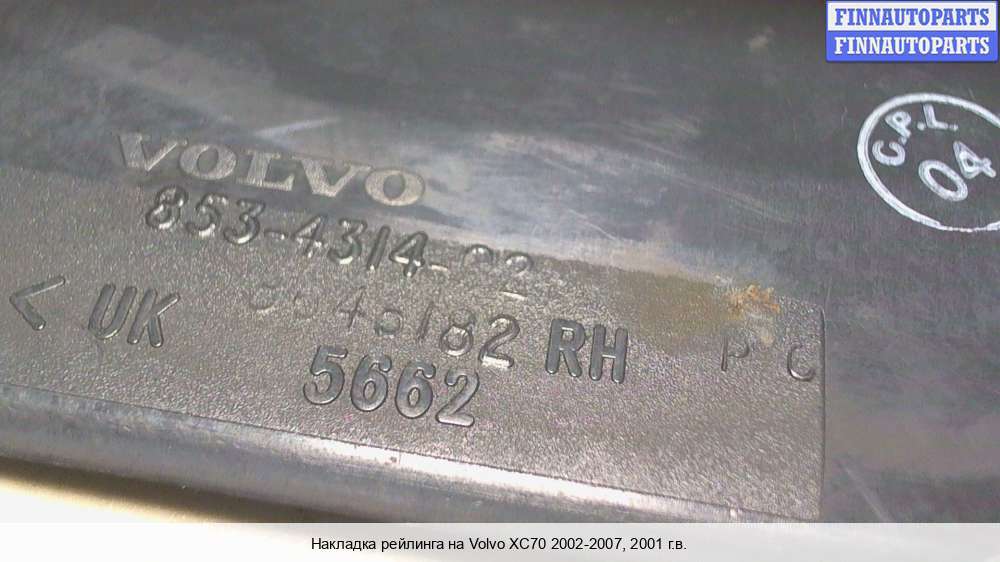 FINNAUTOPARTS
FINNAUTOPARTS
C.P.L.
04
VOLVO
853-4314-
< UK RH P C
5662
Накладка рейлинга на Volvo XC70 2002-2007, 2001 г.в.